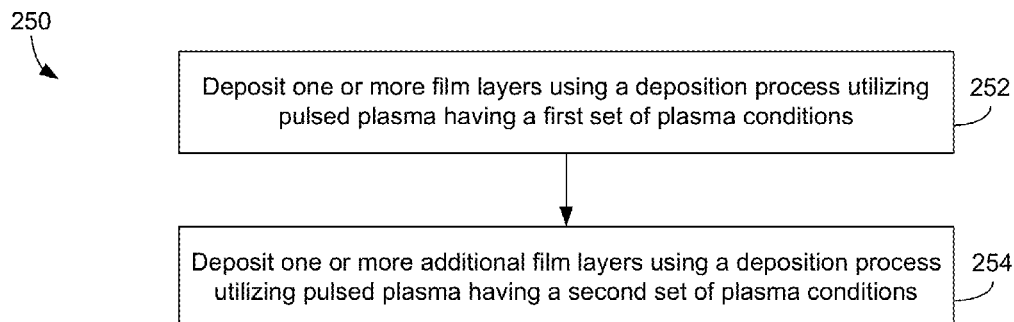 250
Deposit one or more film layers using a deposition process utilizing
pulsed plasma having a first set of plasma conditions
252
Deposit one or more additional film layers using a deposition process
utilizing pulsed plasma having a second set of plasma conditions
254